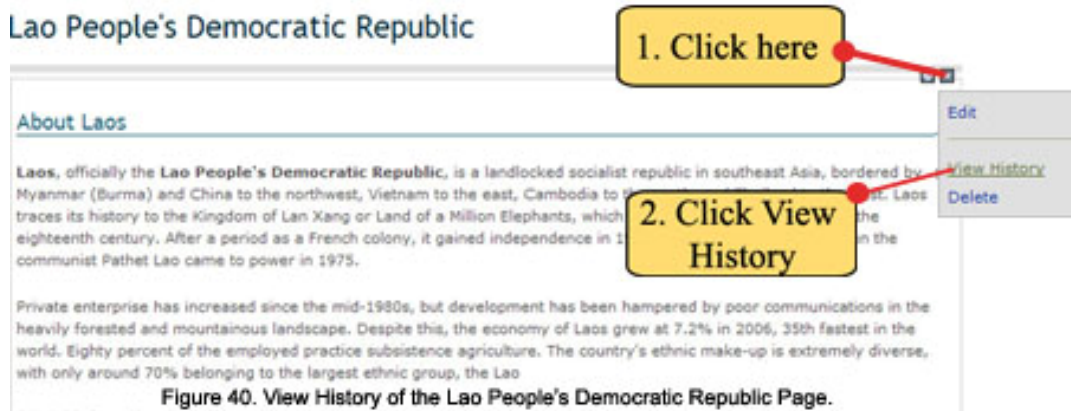 Lao People's Democratic Republic
1. Click here
Edit
About Laos
View History
Delete
Laos, officially the Lao People's Democratic Republic, is a landlocked socialist republic in southeast Asia, bordered by
Myanmar (Burma) and China to the northwest, Vietnam to the east, Cambodia to st. Laos
traces its history to the Kingdom of Lan Xang or Land of a Million Elephants, which the
eighteenth century. After a period as a French colony, it gained independence in 1 n the
communist Pathet Lao came to power in 1975.
2. Click View
History
Private enterprise has increased since the mid-1980s, but development has been hampered by poor communications in the
heavily forested and mountainous landscape. Despite this, the economy of Laos grew at 7.2% in 2006, 35th fastest in the
world. Eighty percent of the employed practice subsistence agriculture. The country's ethnic make-up is extremely diverse,
with only around 70% belonging to the largest ethnic group, the Lao
Figure 40. View History of the Lao People's Democratic Republic Page.